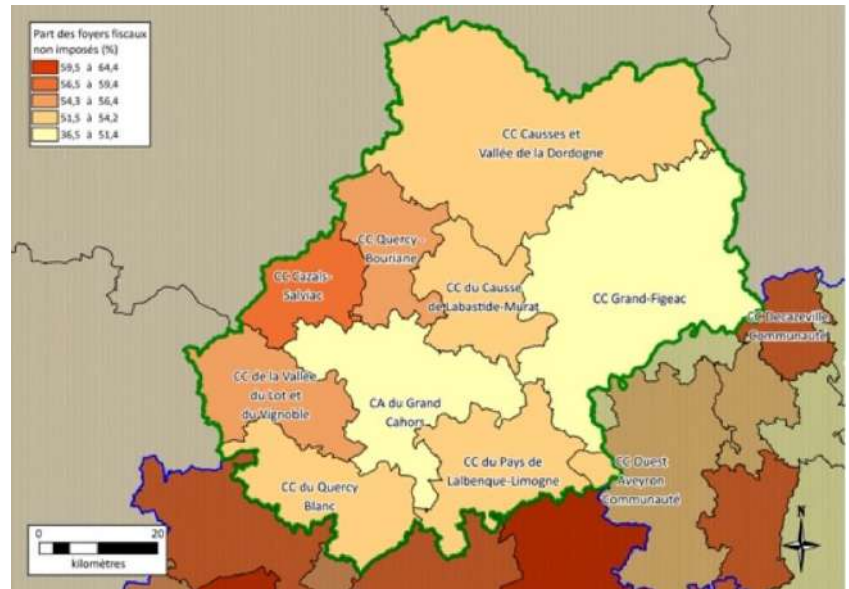 Part des foyers fiscaux
non imposés (%)
59,5 à 64,4
56,5 à 59,4
54,3 à 56,4
51,5 à 54,2
36,5 à 51,4
CC Causses et
Vallée de la Dordogne
CC Quercy -
Bouriane
CC Cazals-
Salviac
CC du Causse
de Labastide-Murat
CC Grand-Figeac
CC Decazeville
Communauté
CC de la Vallée
du Lot et
du Vignoble
CA du Grand
Cahors
CC du Pays de
Lalbenque-Limogne
CC Ouest
Aveyron
Communauté
CC du Quercy
Blanc
0 20
kilomètres
N